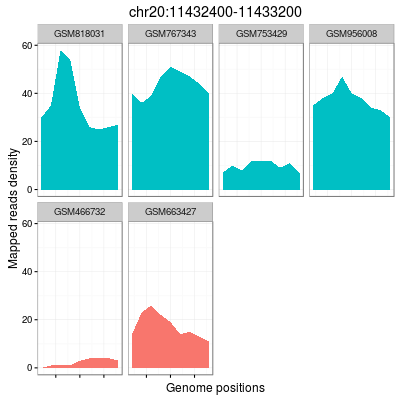 chr20:11432400-11433200
GSM818031 GSM767343 GSM753429 GSM956008
60
40
20
0
GSM466732 GSM663427
60
40
20
0
Mapped reads density
Genome positions